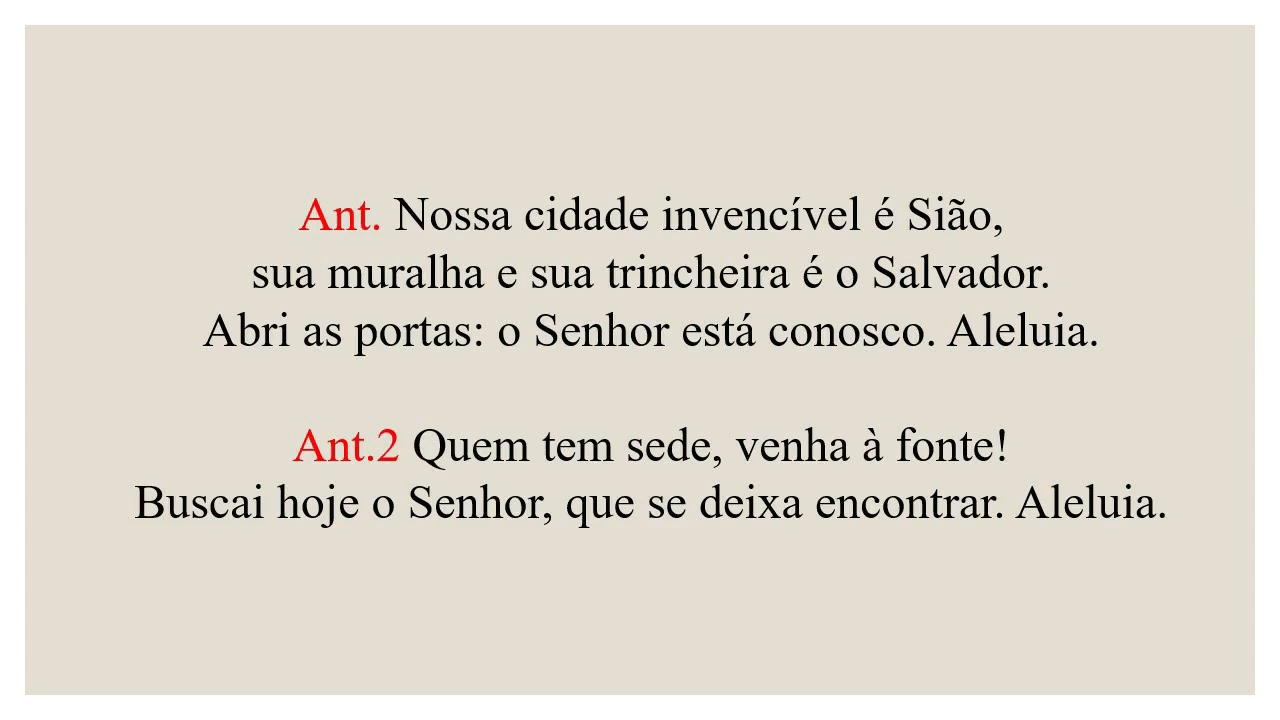 Ant. Nossa cidade invencível é Sião,
sua muralha e sua trincheira é o Salvador.
Abri as portas: o Senhor está conosco. Aleluia.
Ant.2 Quem tem sede, venha à fonte!
Buscai hoje o Senhor, que se deixa encontrar. Aleluia.